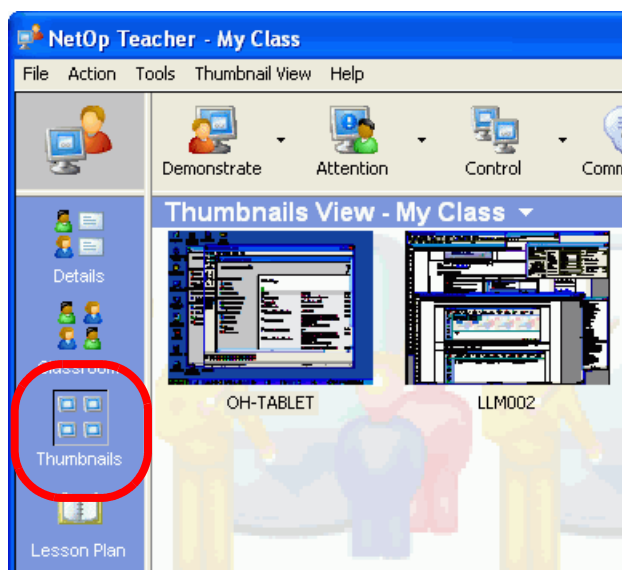 NetOp Teacher - My Class
File Action Tools Thumbnail View Help
Demonstrate Attention Control
Thumbnails View - My Class
Details
Classroom
OH-TABLET LLM002
Thumbnails
Lesson Plan